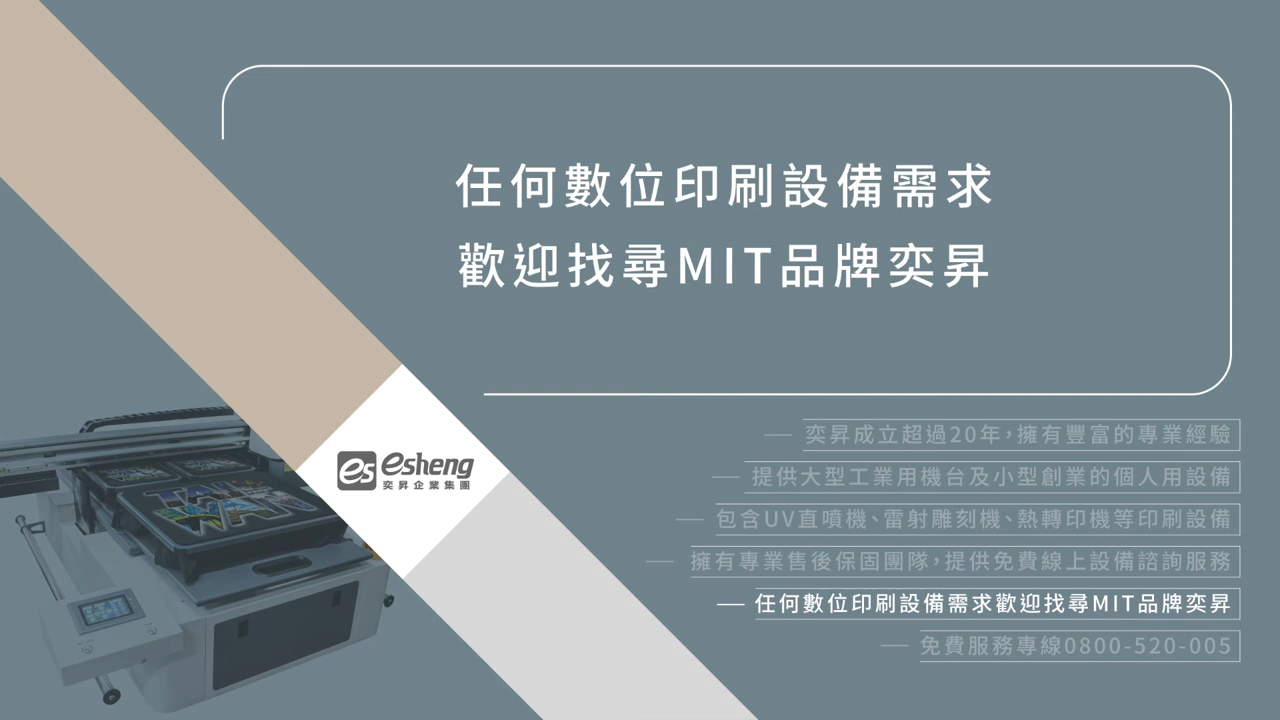 任何數位印刷設備需求
歡迎找尋MIT品牌奕昇
奕昇成立超過20年，擁有豐富的專業經驗
提供大型工業用機台及小型創業的個人用設備
包含UV直噴機、雷射雕刻機、熱轉印機等印刷設備
擁有專業售後保固團隊，提供免費線上設備諮詢服務
任何數位印刷設備需求歡迎找尋MIT品牌奕昇
免費服務專線0800-520-005
es esheng
奕昇企業集團
TAIWAN